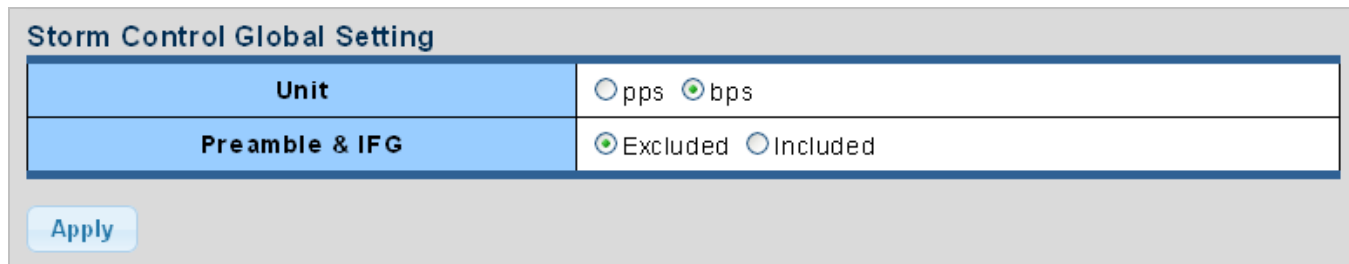 Storm Control Global Setting
Unit pps bps
Preamble & IFG Excluded Included
Apply